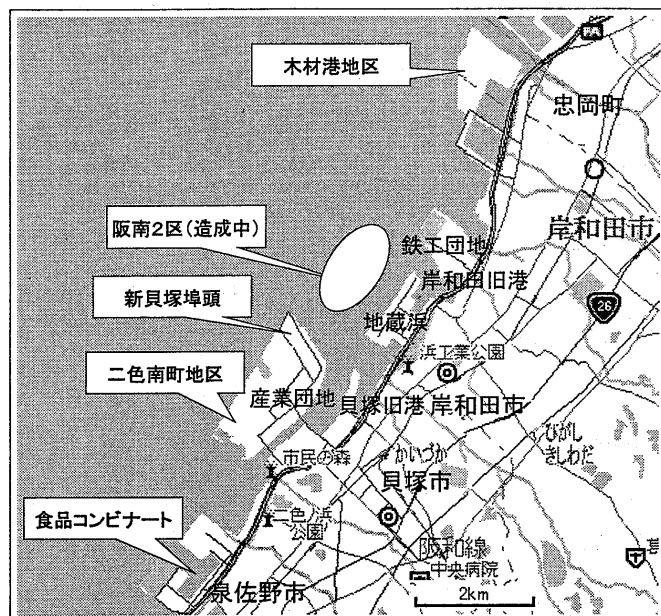 PA
木材港地区
忠岡町
阪南2区(造成中)
鉄工団地
岸和田市
岸和田旧港
新貝塚埠頭
26
地蔵浜
浜工業公園
二色南町地区
産業団地
貝塚旧港
岸和田市
ひがし
きしわだ
市民の森
かいづか
貝塚市
食品コンビナート
二色ノ浜
公園
阪和線
中央病院
泉佐野市
2km